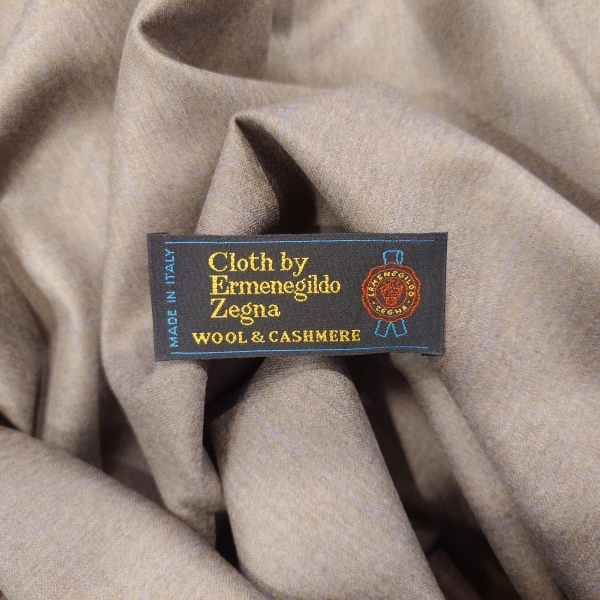 MADE IN ITALY
Cloth by
Ermenegildo
Zegna
WOOL & CASHMERE
ERMENEGILDO
ZEGNA